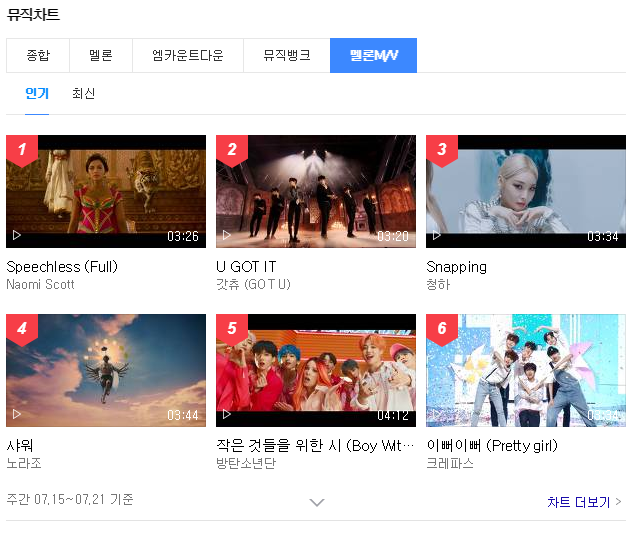 뮤직차트
종합 멜론 엠카운트다운 뮤직뱅크 멜론M/V
인기 최신
1 2 3
03:26 03:20 03:34
Speechless (Full) U GOT IT Snapping
Naomi Scott 갓츄 (GOT U) 청하
4 5 6
03:44 04:12
샤워 작은 것들을 위한 시 (Boy Wit… 이뻐이뻐 (Pretty girl)
노라조 방탄소년단 크레파스
주간 07.15~07.21 기준 차트 더보기 >